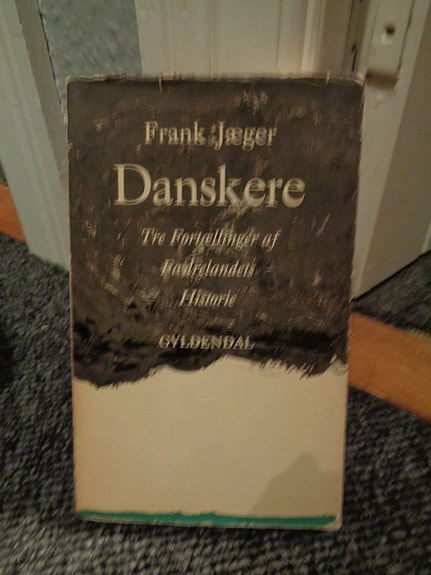 Frank Jæger
Danskere
Tre Fortællinger af
Fædrelandets
Historie
GYLDENDAL